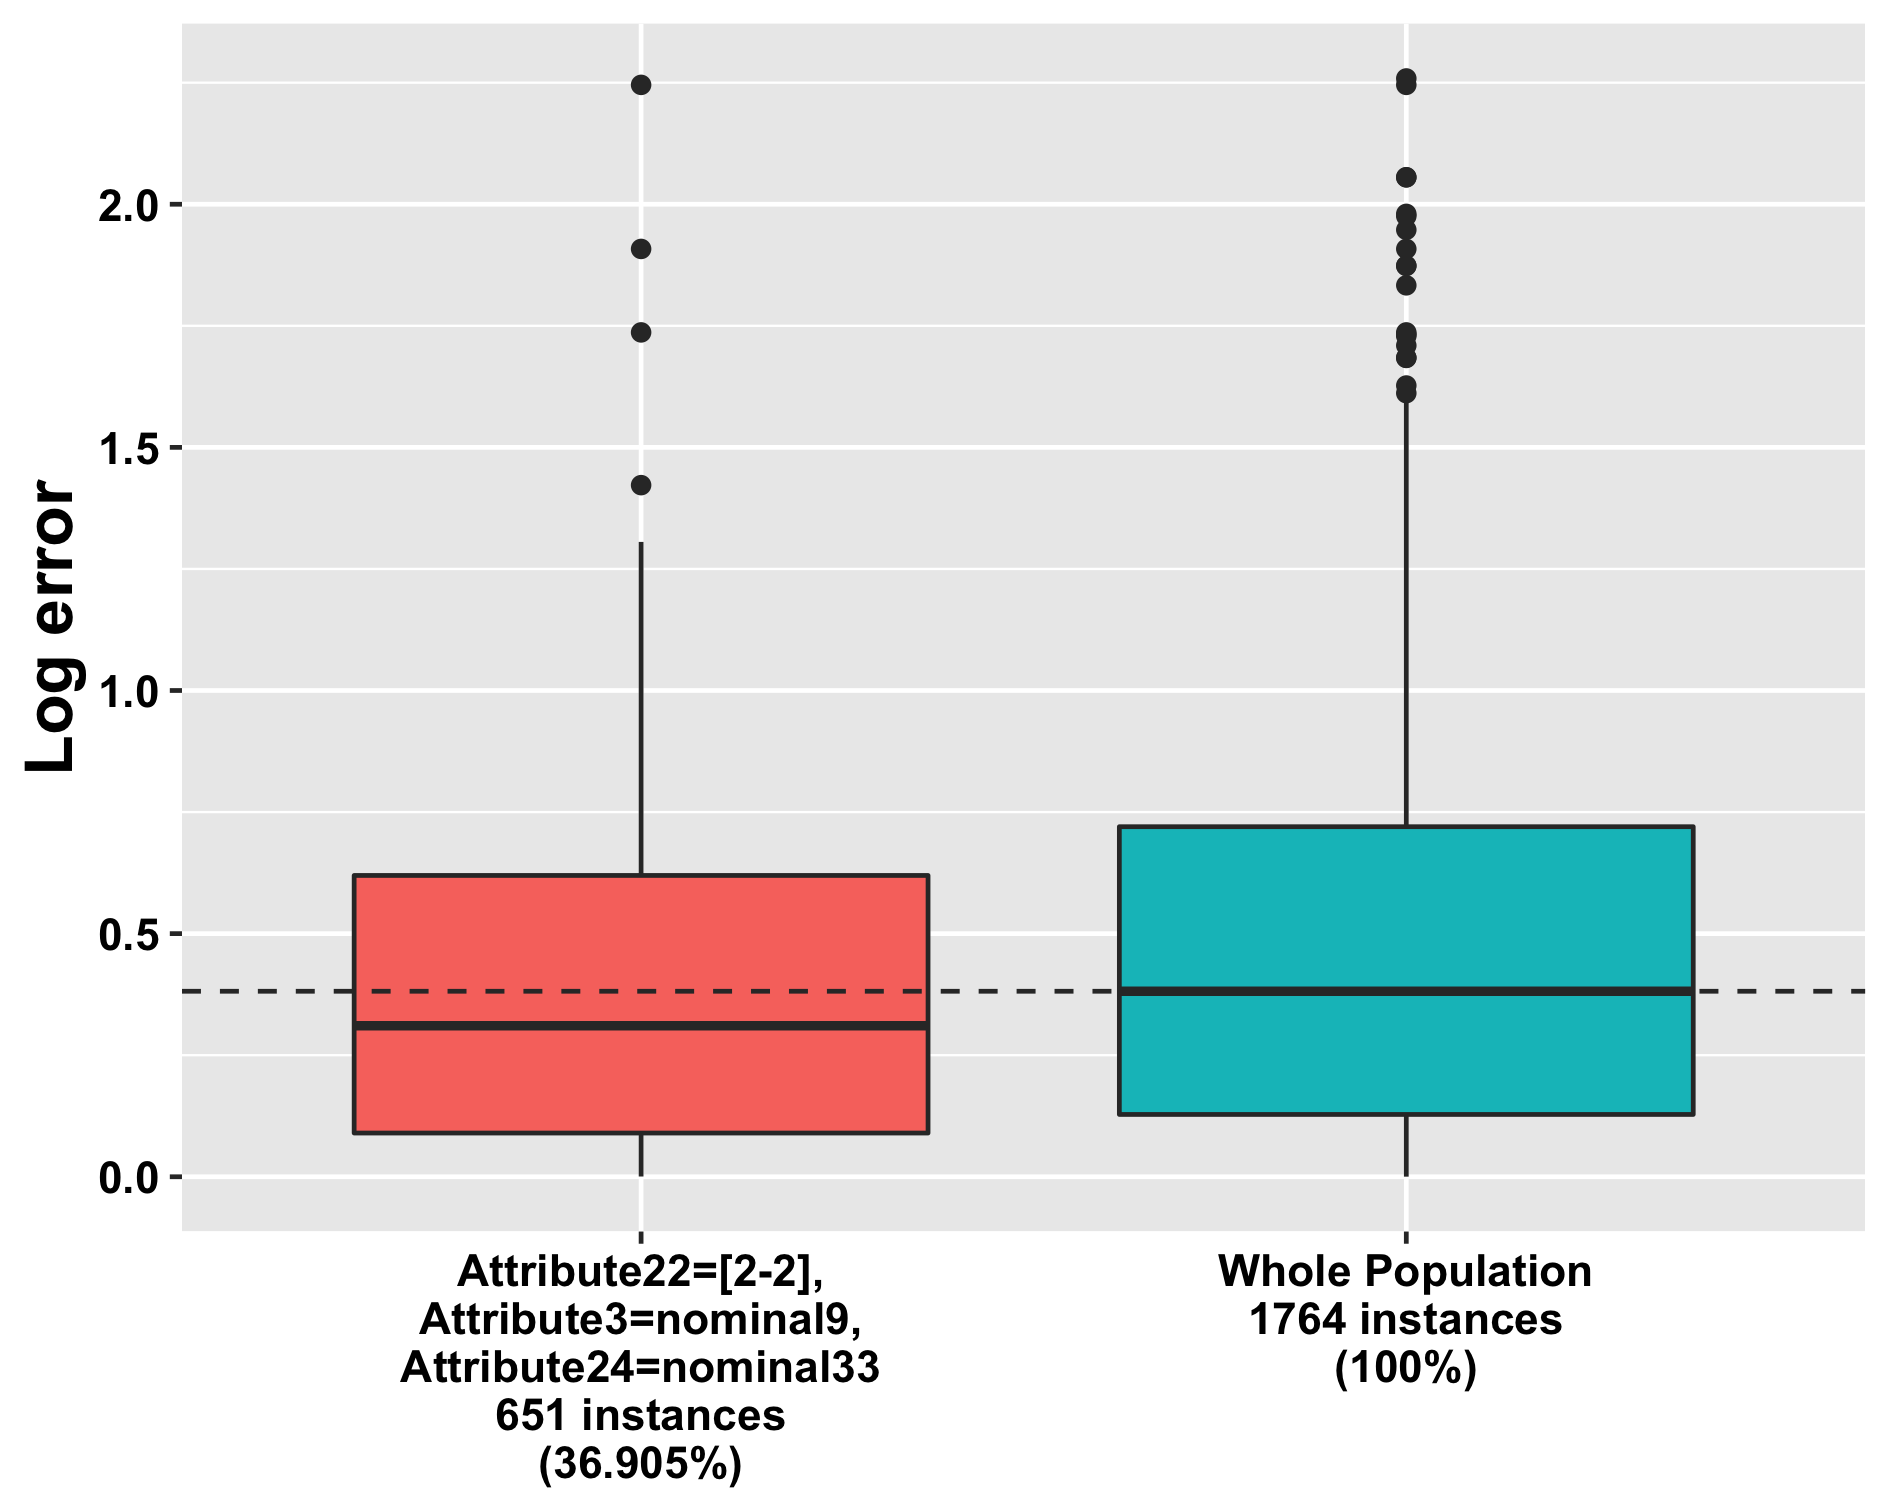 Log error
2.0
1.5
1.0
0.5
0.0
Attribute22=[2-2],
Attribute3=nominal9,
Attribute24=nominal33
651 instances
(36.905%)
Whole Population
1764 instances
(100%)